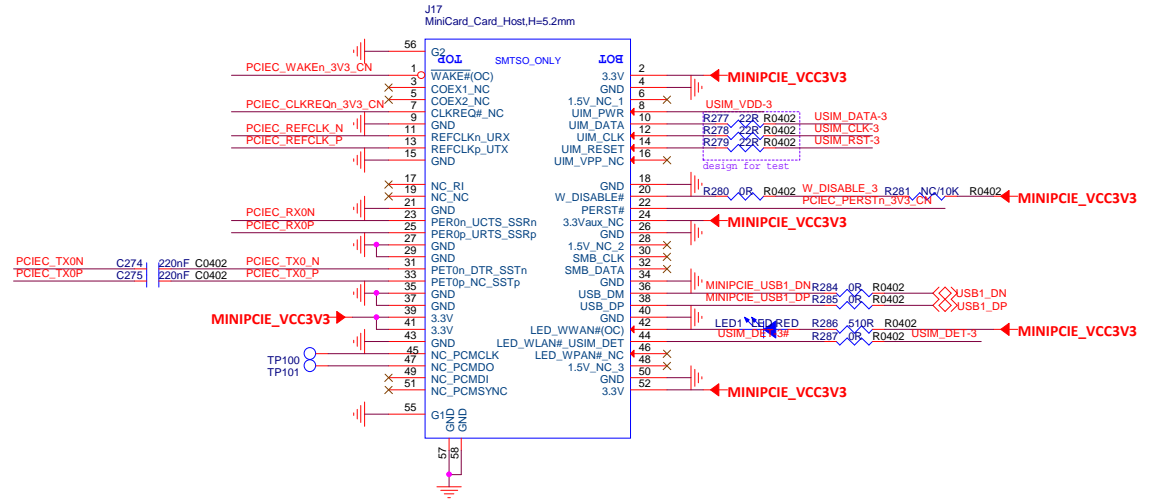 J17
MiniCard_Card_Host,H=5.2mm
TOP
BOT
SMTSO_ONLY
56 G2
PCIEC_WAKEn_3V3_CN 1 WAKE#(OC)
3 COEX1_NC
5 COEX2_NC
PCIEC_CLKREQn_3V3_CN 7 CLKREQ#_NC
9 GND
PCIEC_REFCLK_N 11 REFCLKn_URX
PCIEC_REFCLK_P 13 REFCLKp_UTX
15 GND
17 NC_RI
19 NC_NC
21 GND
PCIEC_RX0N 23 PER0n_UCTS_SSRn
PCIEC_RX0P 25 PER0p_URTS_SSRp
27 GND
29 GND
PCIEC_TX0N C274 220nF C0402 PCIEC_TX0_N 31 PET0n_DTR_SSTn
PCIEC_TX0P C275 220nF C0402 PCIEC_TX0_P 33 PET0p_NC_SSTp
35 GND
37 GND
MINIPCIE_VCC3V3 39 3.3V
41 3.3V
43 GND
TP100 45 NC_PCMCLK
TP101 47 NC_PCMDO
49 NC_PCMDI
51 NC_PCMSYNC
55 G1
GND GND
57 58
3.3V 2 MINIPCIE_VCC3V3
GND 4
1.5V_NC_1 6
UIM_PWR 8 USIM_VDD-3
UIM_DATA 10 R277 22R R0402 USIM_DATA-3
UIM_CLK 12 R278 22R R0402 USIM_CLK-3
UIM_RESET 14 R279 22R R0402 USIM_RST-3
UIM_VPP_NC 16
design for test
GND 18
W_DISABLE# 20 R280 0R R0402 W_DISABLE_3 R281 NC/10K R0402 MINIPCIE_VCC3V3
PERST# 22 PCIEC_PERSTn_3V3_CN
3.3Vaux_NC 24 MINIPCIE_VCC3V3
GND 26
1.5V_NC_2 28
SMB_CLK 30
SMB_DATA 32
GND 34
USB_DM 36 MINIPCIE_USB1_DN R284 0R R0402 USB1_DN
USB_DP 38 MINIPCIE_USB1_DP R285 0R R0402 USB1_DP
GND 40
LED_WWAN#(OC) 42 LED1 LED RED R286 510R R0402 MINIPCIE_VCC3V3
LED_WLAN#_USIM_DET 44 USIM_DET-3# R287 0R R0402 USIM_DET-3
LED_WPAN#_NC 46
1.5V_NC_3 48
GND 50
3.3V 52 MINIPCIE_VCC3V3